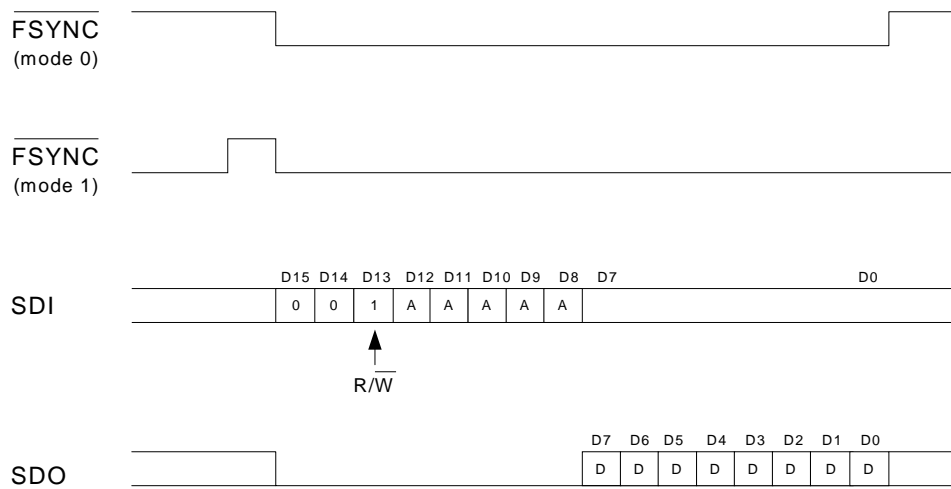 FSYNC
(mode 0)
FSYNC
(mode 1)
D15 D14 D13 D12 D11 D10 D9 D8 D7 D0
SDI 0 0 1 A A A A A
R/W
D7 D6 D5 D4 D3 D2 D1 D0
SDO D D D D D D D D